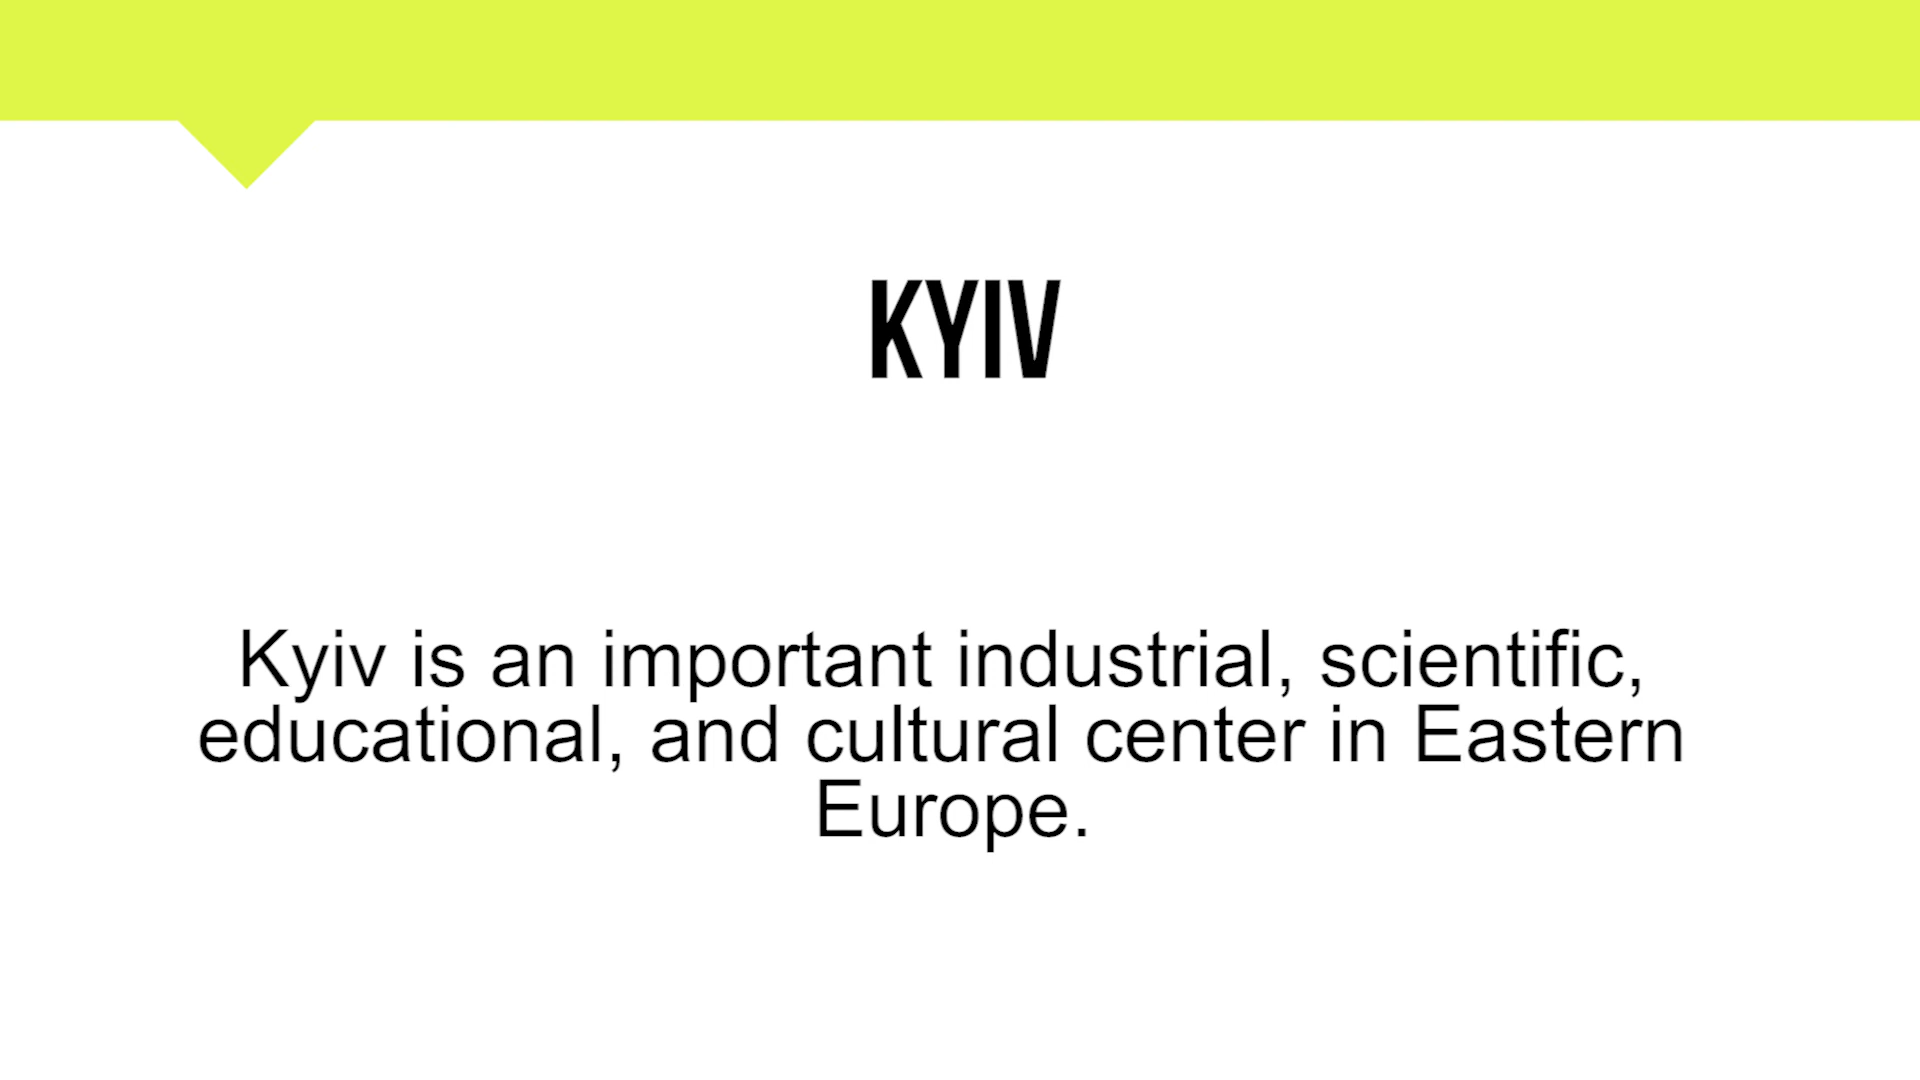 KYIV
Kyiv is an important industrial, scientific,
educational, and cultural center in Eastern
Europe.